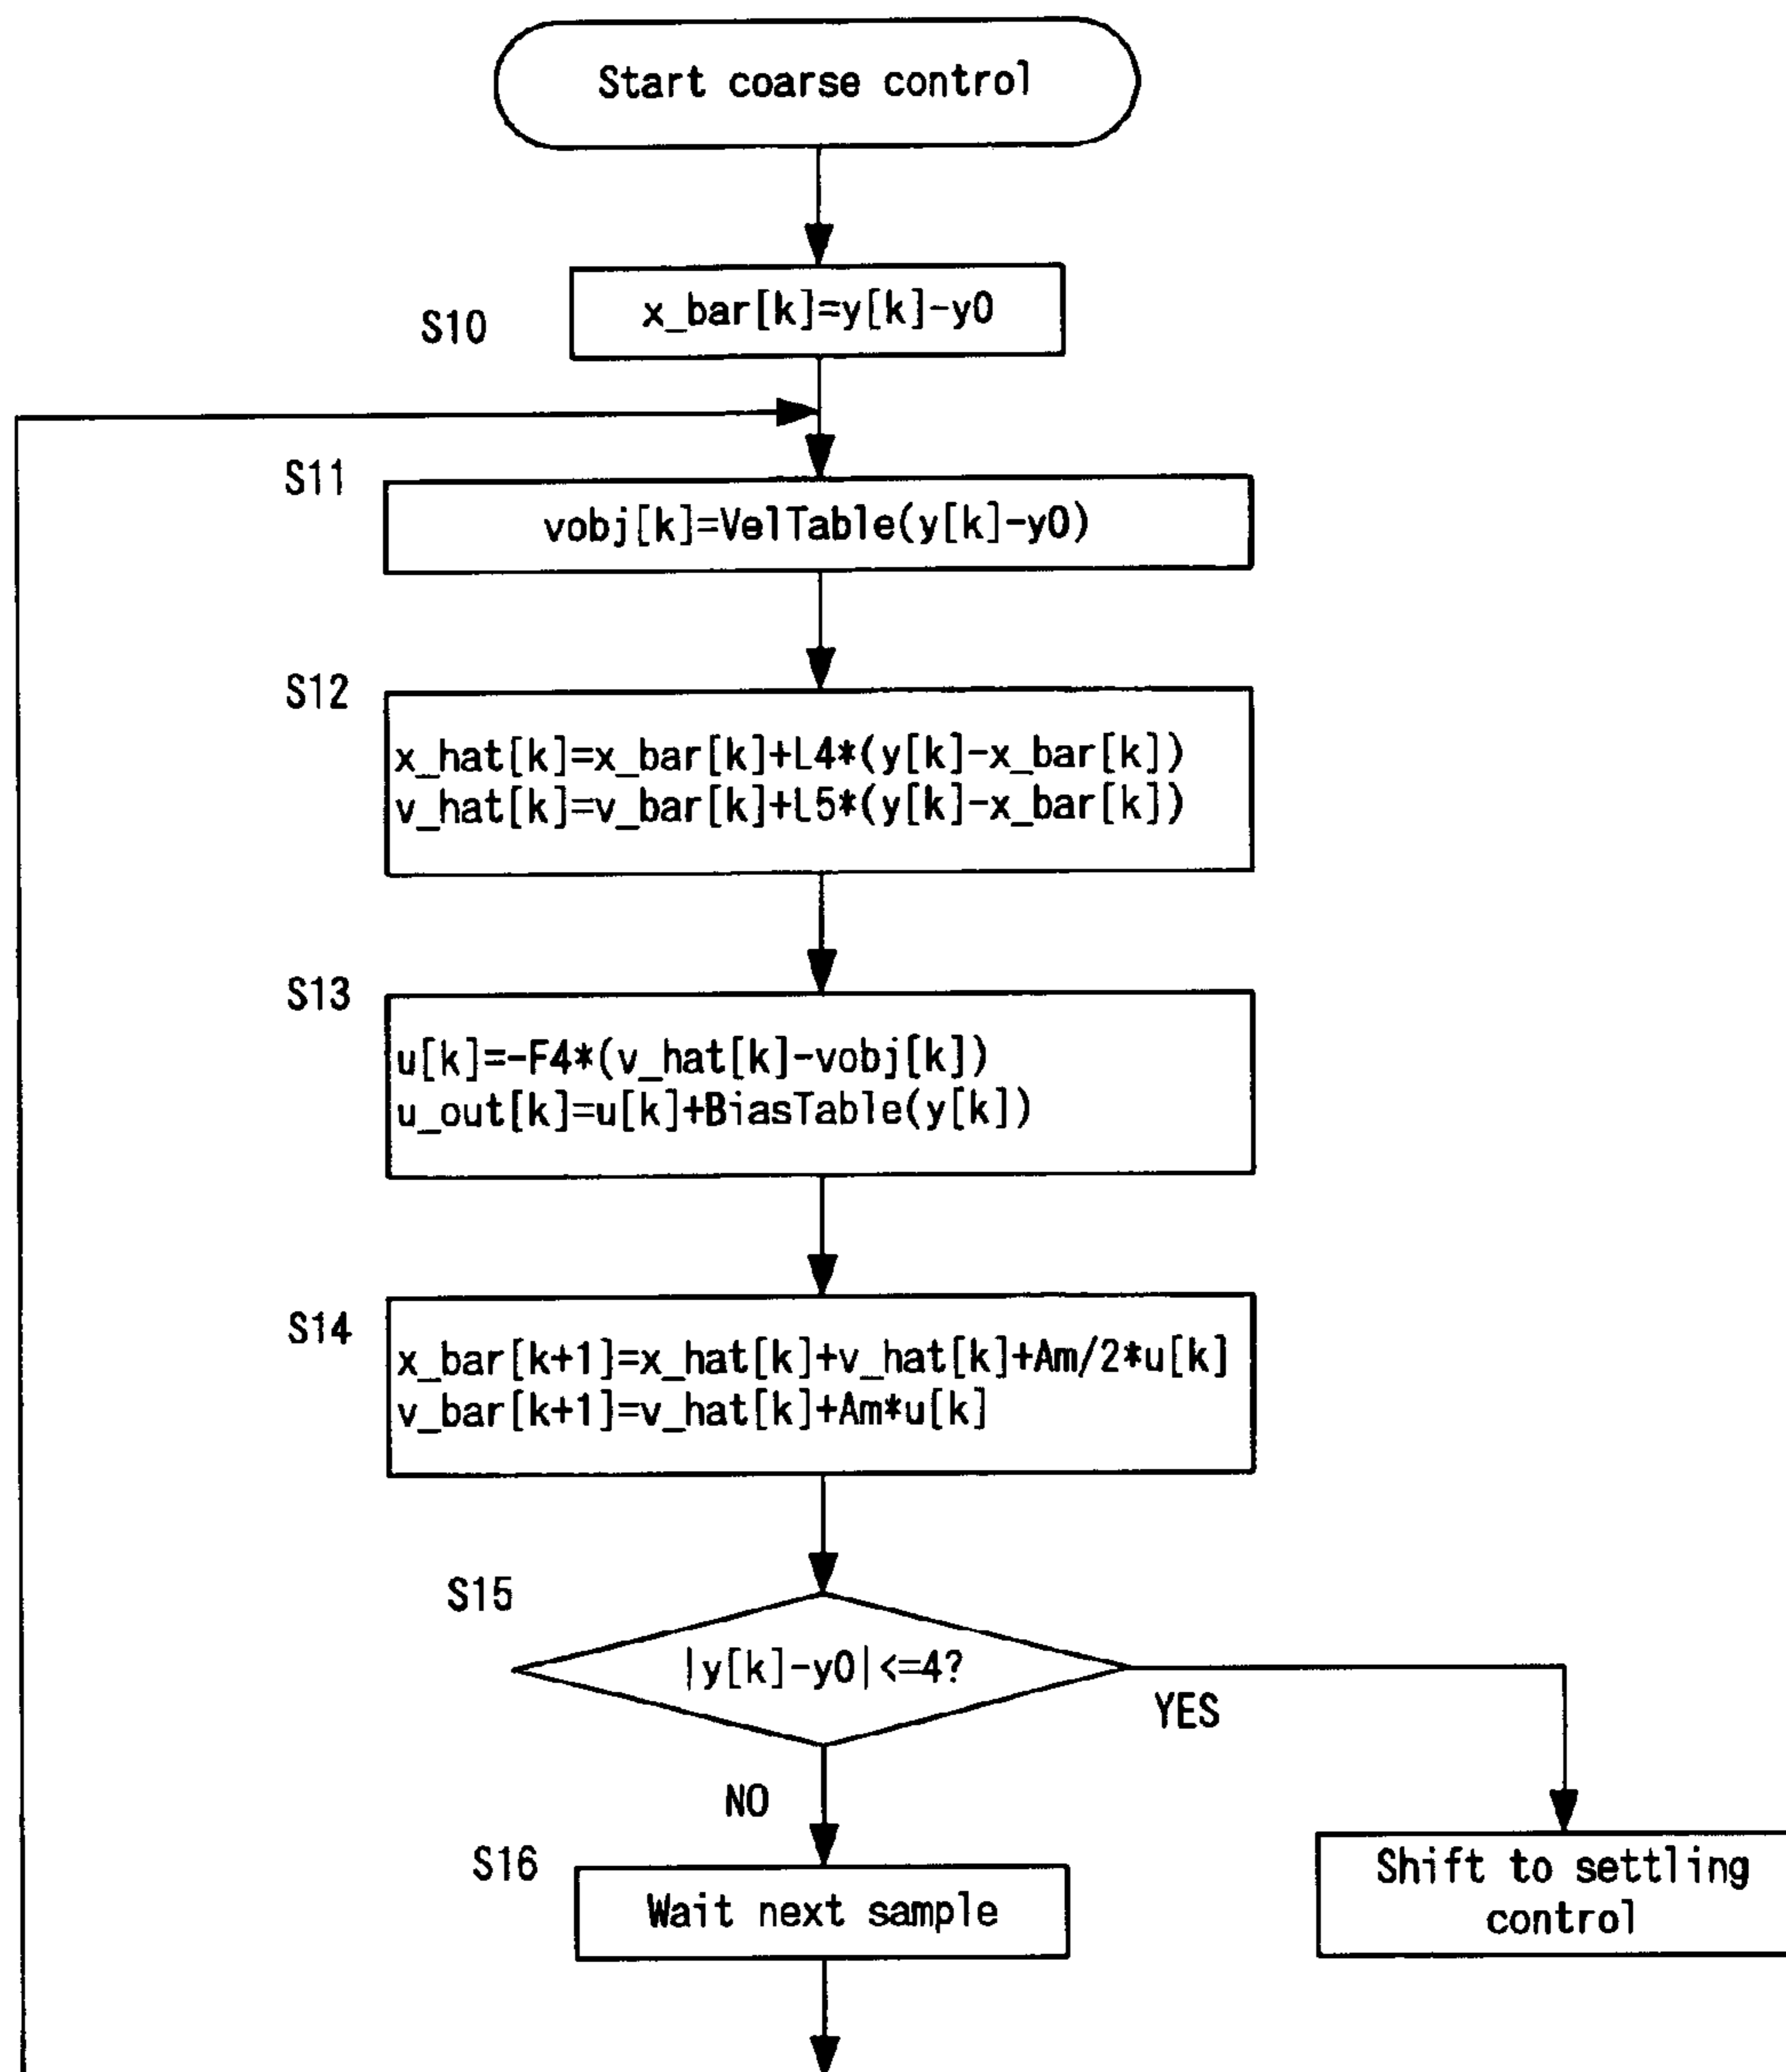 Start coarse control
S10
x_bar[k]=y[k]-y0
S11
vobj[k]=VelTable(y[k]-y0)
S12
x_hat[k]=x_bar[k]+L4*(y[k]-x_bar[k])
v_hat[k]=v_bar[k]+L5*(y[k]-x_bar[k])
S13
u[k]=-F4*(v_hat[k]-vobj[k])
u_out[k]=u[k]+BiasTable(y[k])
S14
x_bar[k+1]=x_hat[k]+v_hat[k]+Am/2*u[k]
v_bar[k+1]=v_hat[k]+Am*u[k]
S15
|y[k]-y0|<=4?
YES
NO
S16
Wait next sample
Shift to settling
control